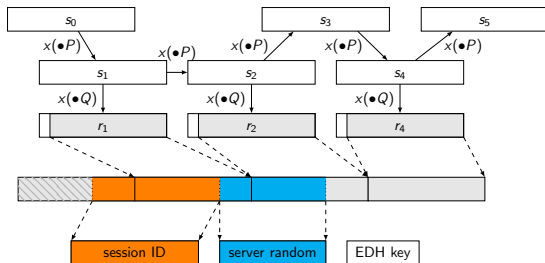 s0 s3 s5
x(•P) x(•P) x(•P) x(•P) x(•P)
s1 s2 s4
x(•Q) x(•Q) x(•Q)
r1 r2 r4
session ID server random EDH key